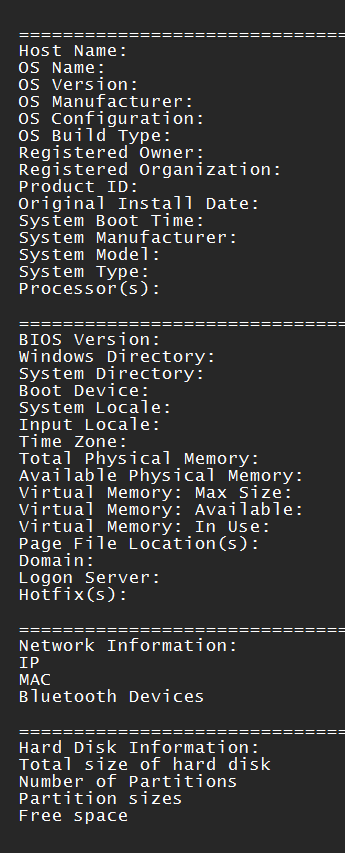 ==============================
Host Name:
OS Name:
OS Version:
OS Manufacturer:
OS Configuration:
OS Build Type:
Registered Owner:
Registered Organization:
Product ID:
Original Install Date:
System Boot Time:
System Manufacturer:
System Model:
System Type:
Processor(s):
==============================
BIOS Version:
Windows Directory:
System Directory:
Boot Device:
System Locale:
Input Locale:
Time Zone:
Total Physical Memory:
Available Physical Memory:
Virtual Memory: Max Size:
Virtual Memory: Available:
Virtual Memory: In Use:
Page File Location(s):
Domain:
Logon Server:
Hotfix(s):
==============================
Network Information:
IP
MAC
Bluetooth Devices
==============================
Hard Disk Information:
Total size of hard disk
Number of Partitions
Partition sizes
Free space